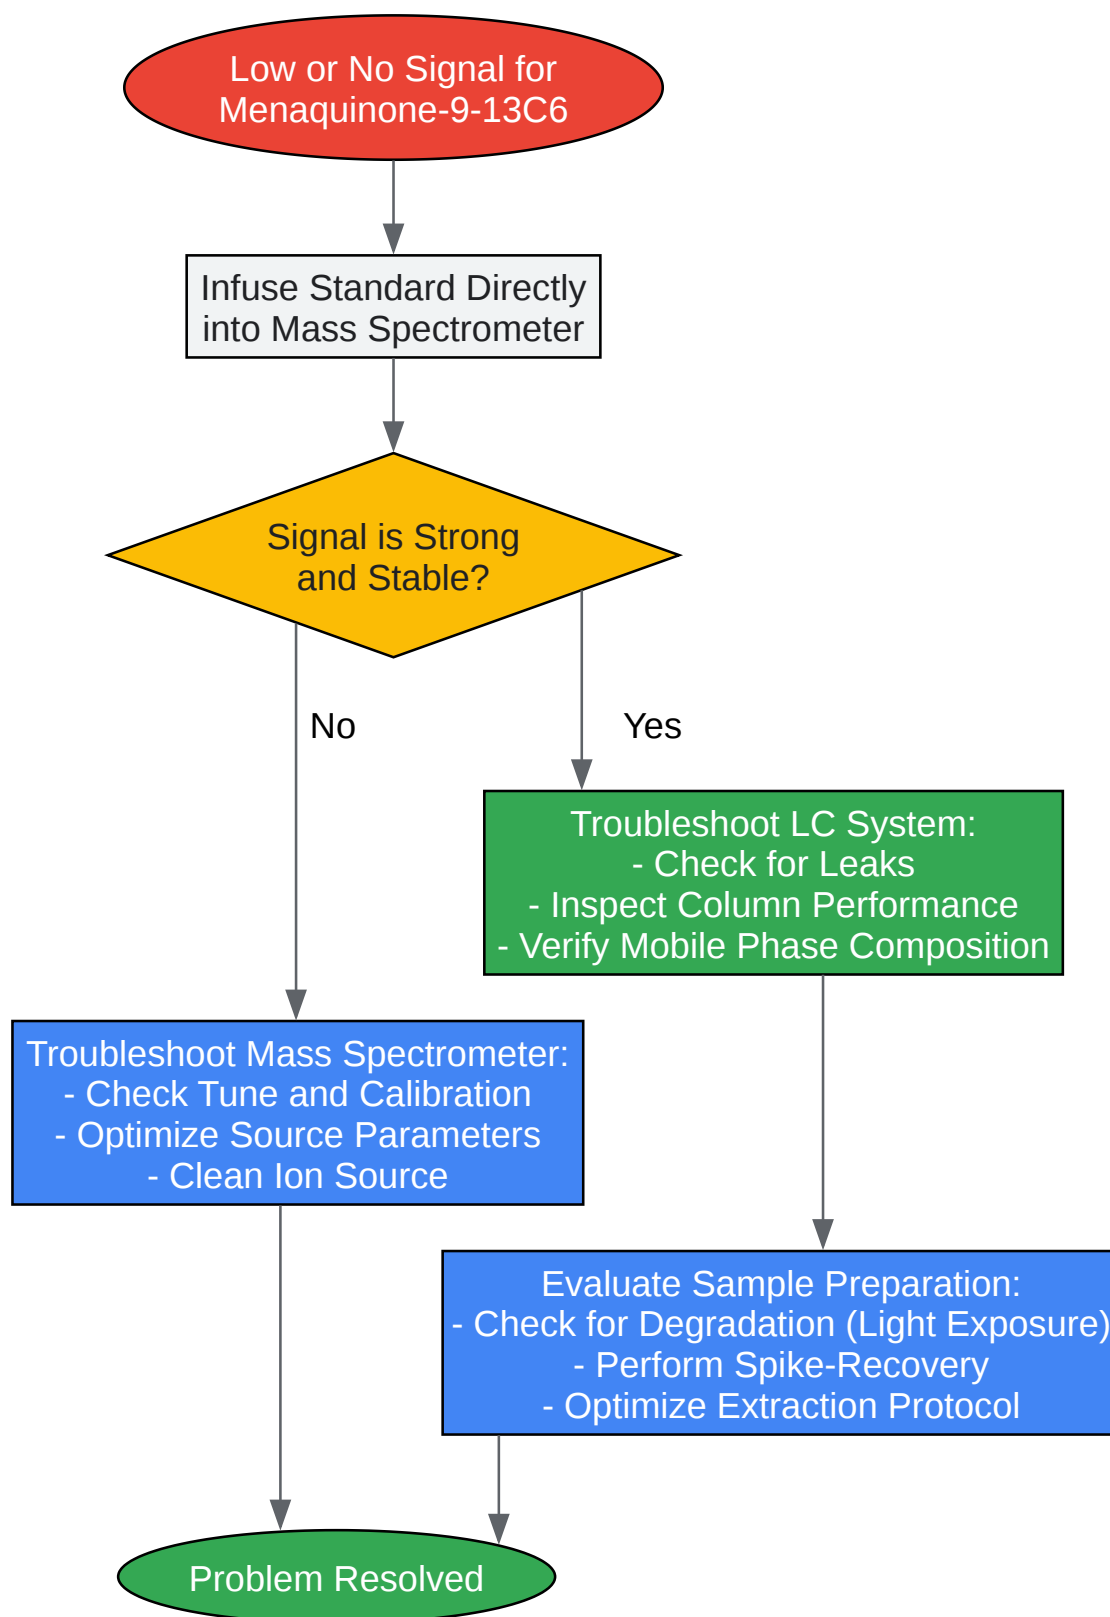 Low or No Signal for
Menaquinone-9-13C6
Infuse Standard Directly
into Mass Spectrometer
Signal is Strong
and Stable?
No
Yes
Troubleshoot LC System:
- Check for Leaks
- Inspect Column Performance
- Verify Mobile Phase Composition
Troubleshoot Mass Spectrometer:
- Check Tune and Calibration
- Optimize Source Parameters
- Clean Ion Source
Evaluate Sample Preparation:
- Check for Degradation (Light Exposure)
- Perform Spike-Recovery
- Optimize Extraction Protocol
Problem Resolved